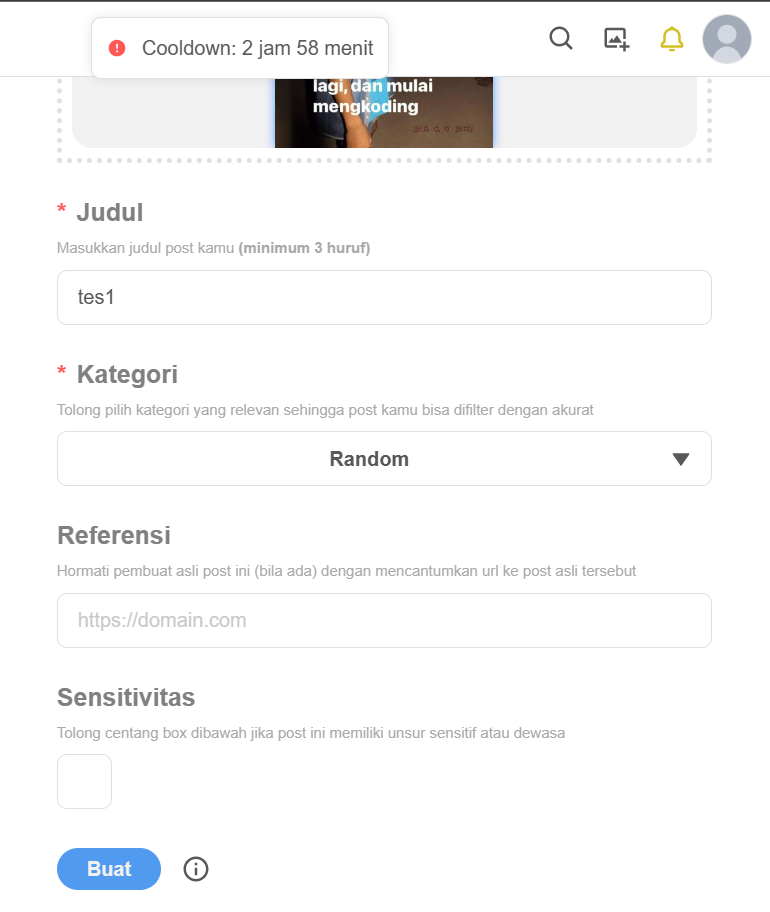 Cooldown: 2 jam 58 menit
lagi, dan mulai
mengkoding
* Judul
Masukkan judul post kamu (minimum 3 huruf)
tes1
* Kategori
Tolong pilih kategori yang relevan sehingga post kamu bisa difilter dengan akurat
Random
Referensi
Hormati pembuat asli post ini (bila ada) dengan mencantumkan url ke post asli tersebut
https://domain.com
Sensitivitas
Tolong centang box dibawah jika post ini memiliki unsur sensitif atau dewasa
Buat